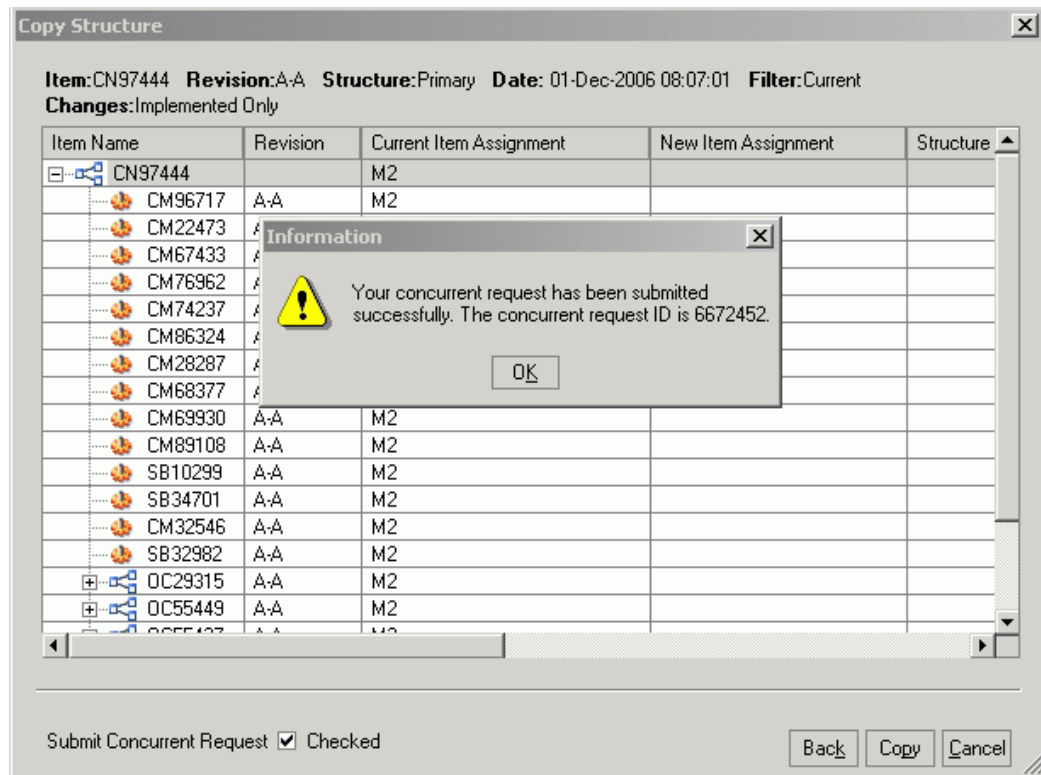 Copy Structure
Item:CN97444 Revision:A-A Structure:Primary Date: 01-Dec-2006 08:07:01 Filter:Current
Changes:Implemented Only
Item Name Revision Current Item Assignment New Item Assignment Structure
CN97444 M2
CM96717 A-A M2
CM22473
CM67433
CM76962
CM74237
CM86324
CM28287
CM68377
Information
Your concurrent request has been submitted
successfully. The concurrent request ID is 6672452.
OK
CM69930 A-A M2
CM89108 A-A M2
SB10299 A-A M2
SB34701 A-A M2
CM32546 A-A M2
SB32982 A-A M2
OC29315 A-A M2
OC55449 A-A M2
Submit Concurrent Request Checked
Back Copy Cancel